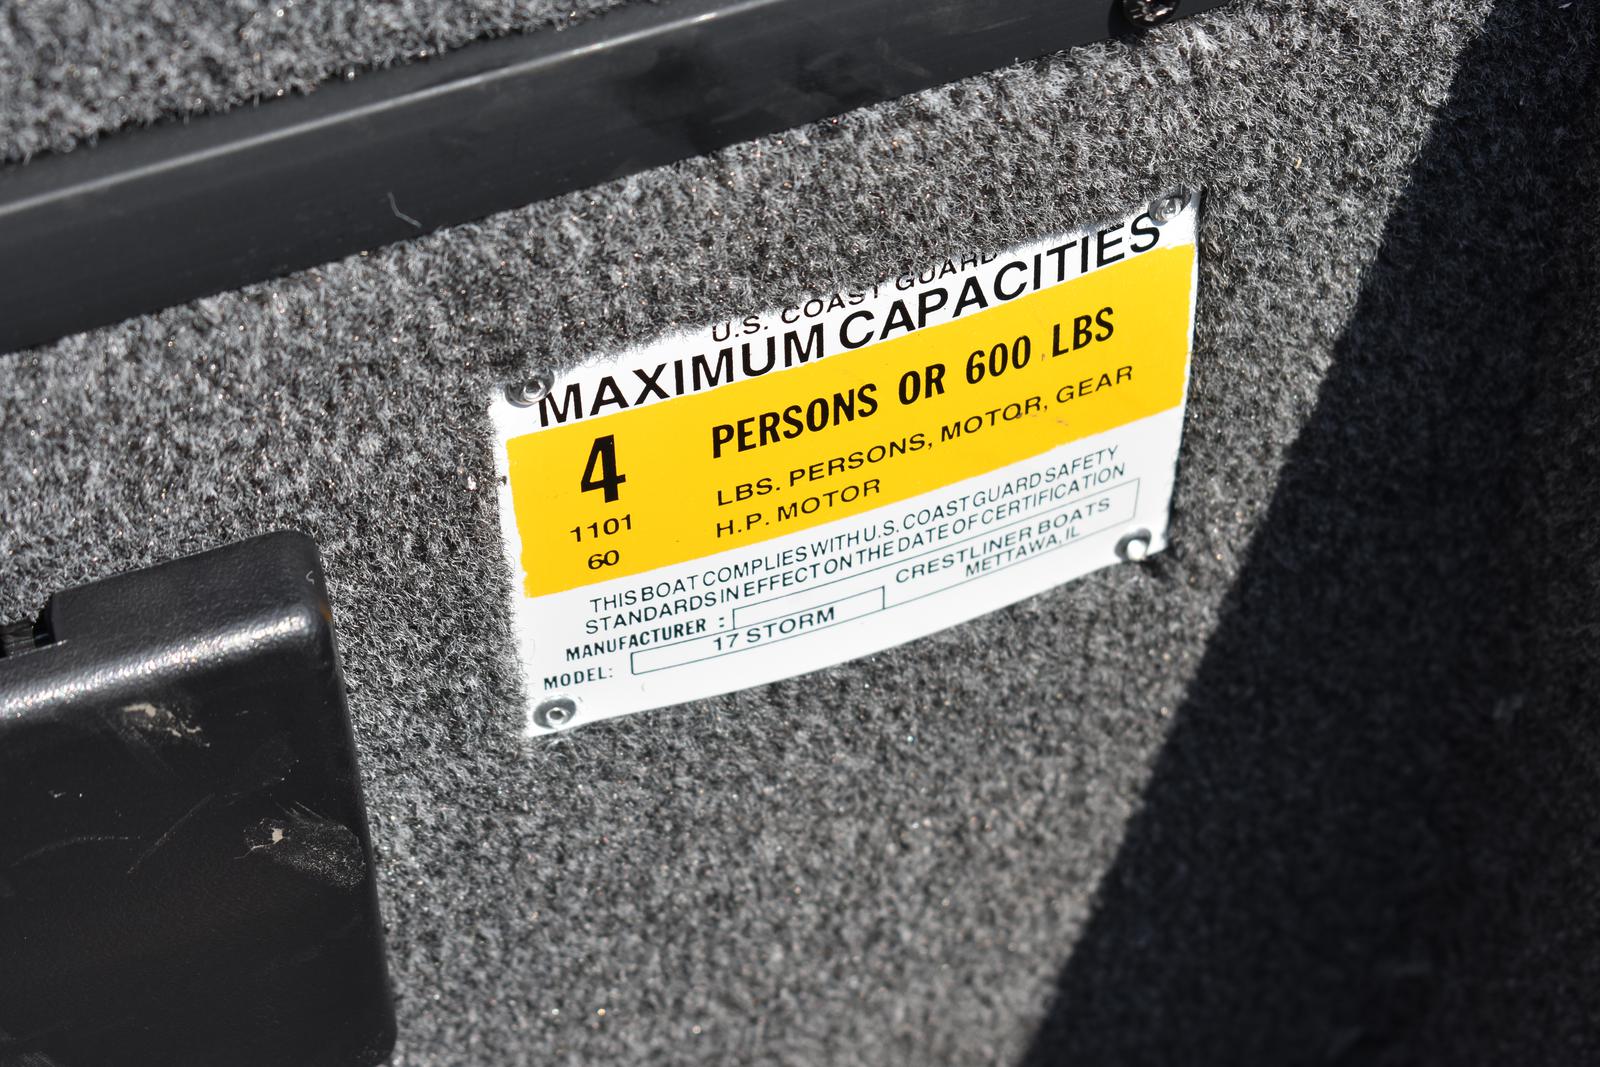 U.S. COAST GUARD
MAXIMUM CAPACITIES
4 PERSONS OR 600 LBS
1101 LBS. PERSONS, MOTOR, GEAR
60 H.P. MOTOR
THIS BOAT COMPLIES WITH U.S. COAST GUARD SAFETY
STANDARDS IN EFFECT ON THE DATE OF CERTIFICATION
MANUFACTURER : CRESTLINER BOATS
METTAWA, IL
MODEL: 17 STORM